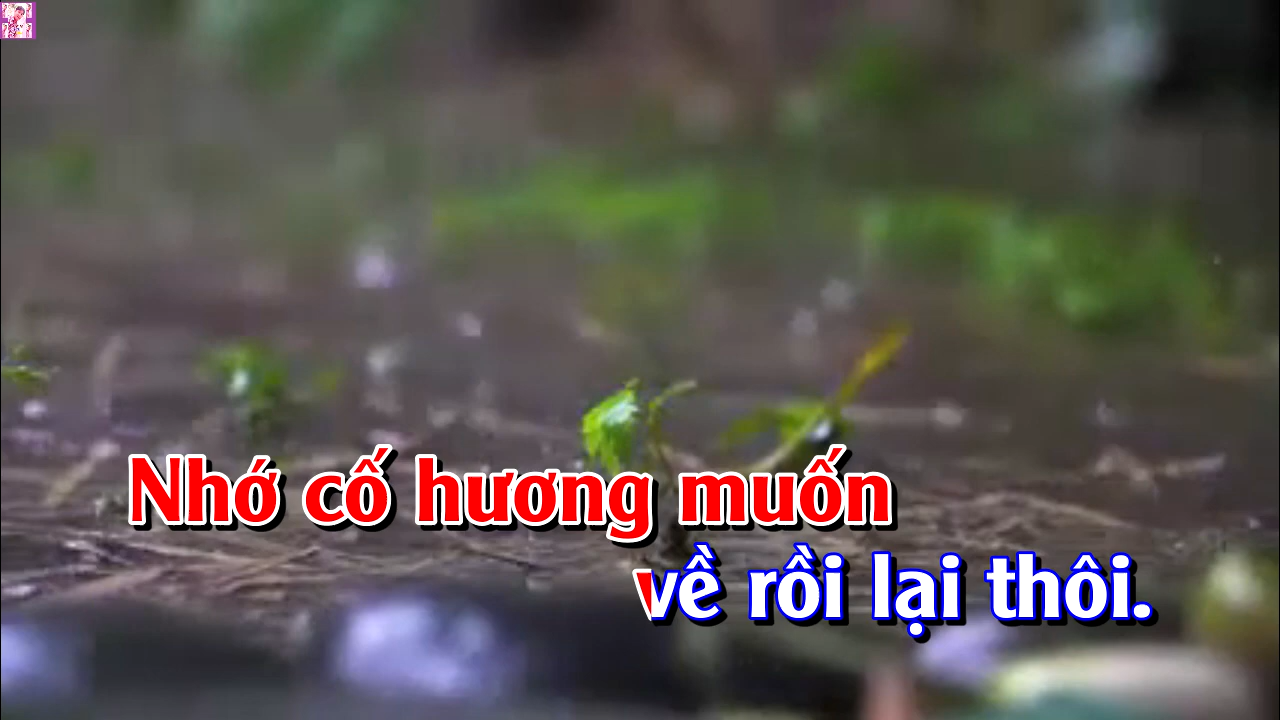 Nhớ cố hương muốn
về rồi lại thôi.